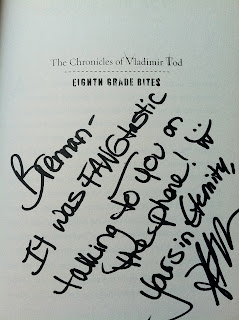 The Chronicles of Vladimir Tod
EIGHTH GRADE BITES
Brennan-
It was FANGtastic
talking to you on
the phone!
Yours in Eternity,